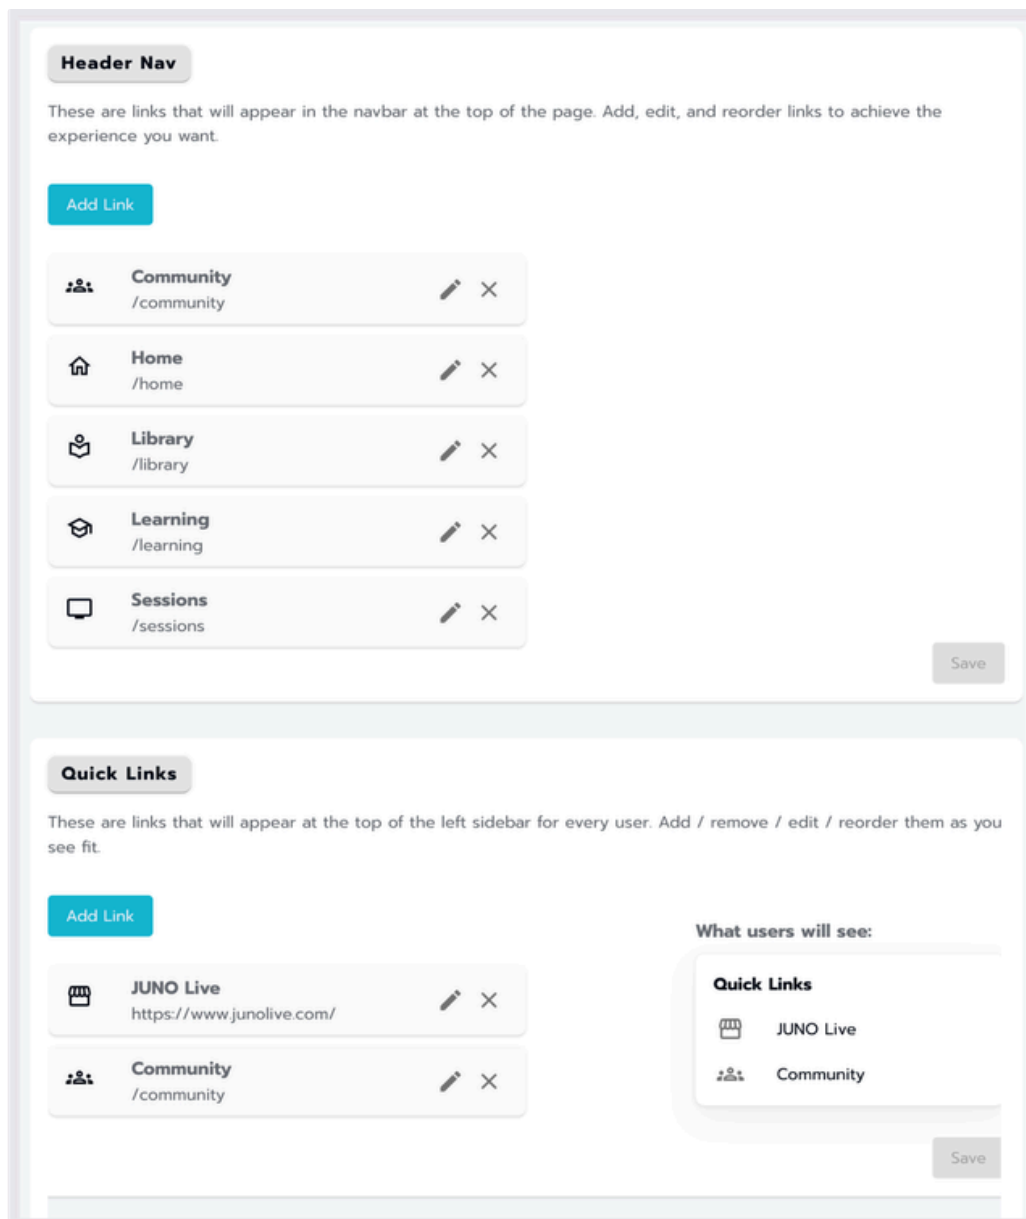 Header Nav
These are links that will appear in the navbar at the top of the page. Add, edit, and reorder links to achieve the
experience you want.
Add Link
Community
/community
Home
/home
Library
/library
Learning
/learning
Sessions
/sessions
Save
Quick Links
These are links that will appear at the top of the left sidebar for every user. Add / remove / edit / reorder them as you
see fit.
Add Link
What users will see:
JUNO Live
https://www.junolive.com/
Community
/community
Quick Links
JUNO Live
Community
Save